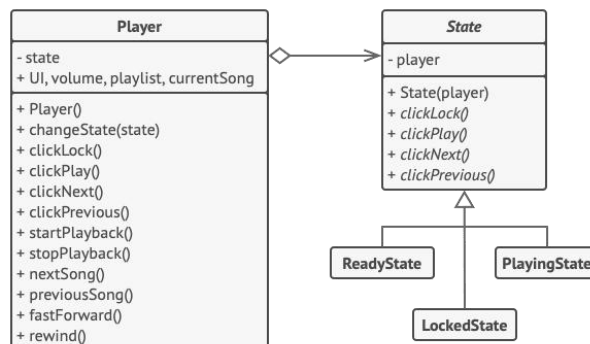 Player
- state
+ UI, volume, playlist, currentSong
+ Player()
+ changeState(state)
+ clickLock()
+ clickPlay()
+ clickNext()
+ clickPrevious()
+ startPlayback()
+ stopPlayback()
+ nextSong()
+ previousSong()
+ fastForward()
+ rewind()
State
- player
+ State(player)
+ clickLock()
+ clickPlay()
+ clickNext()
+ clickPrevious()
ReadyState
PlayingState
LockedState